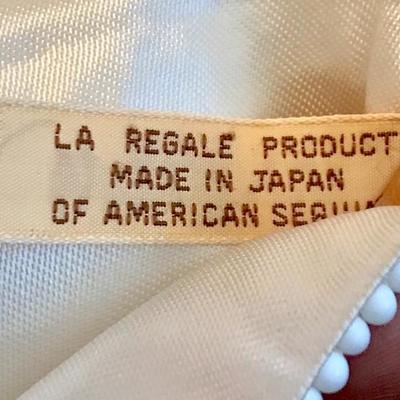 LA REGALE PRODUCT
MADE IN JAPAN
OF AMERICAN